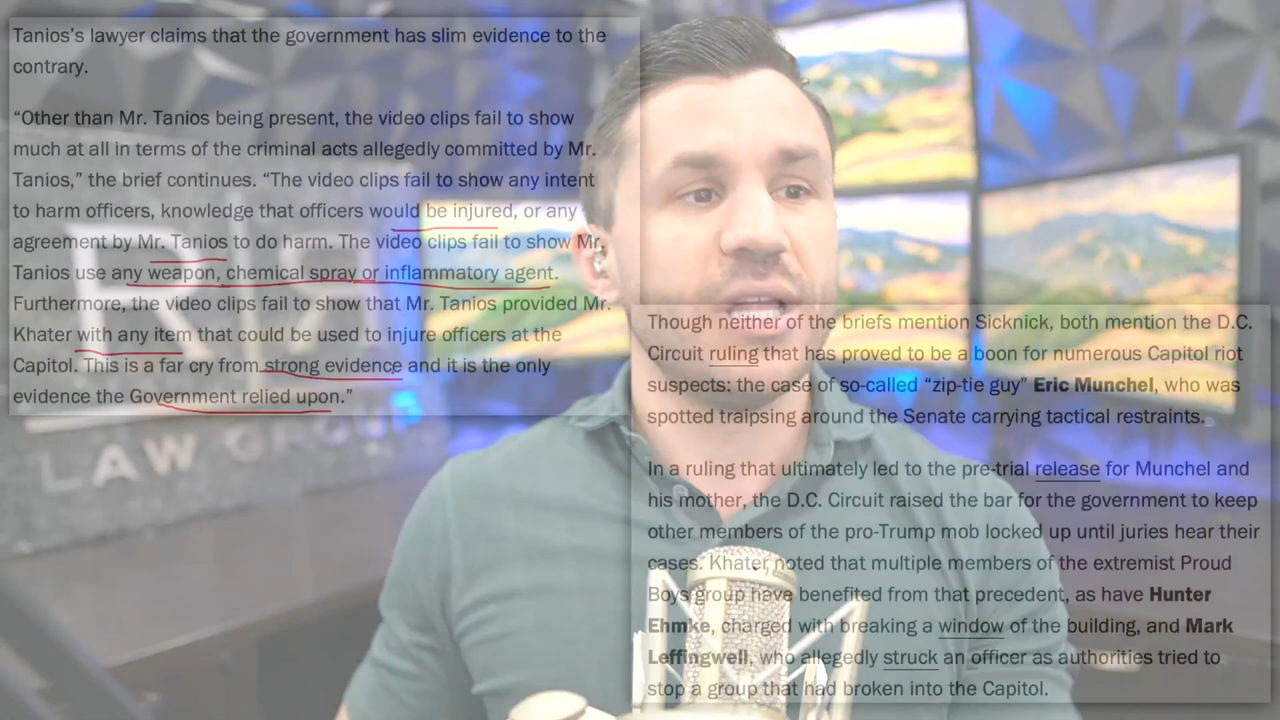 Tanios’s lawyer claims that the government has slim evidence to the
contrary.
“Other than Mr. Tanios being present, the video clips fail to show
much at all in terms of the criminal acts allegedly committed by Mr.
Tanios,” the brief continues. “The video clips fail to show any intent
to harm officers, knowledge that officers would be injured, or any
agreement by Mr. Tanios to do harm. The video clips fail to show Mr.
Tanios use any weapon, chemical spray or inflammatory agent.
Furthermore, the video clips fail to show that Mr. Tanios provided Mr.
Khater with any item that could be used to injure officers at the
Capitol. This is a far cry from strong evidence and it is the only
evidence the Government relied upon.”
LAW GROUP
Though neither of the briefs mention Sicknick, both mention the D.C.
Circuit ruling that has proved to be a boon for numerous Capitol riot
suspects: the case of so-called “zip-tie guy” Eric Munchel, who was
spotted traipsing around the Senate carrying tactical restraints.
In a ruling that ultimately led to the pre-trial release for Munchel and
his mother, the D.C. Circuit raised the bar for the government to keep
other members of the pro-Trump mob locked up until juries hear their
cases. Khater noted that multiple members of the extremist Proud
Boys group have benefited from that precedent, as have Hunter
Ehmke, charged with breaking a window of the building, and Mark
Leffingwell, who allegedly struck an officer as authorities tried to
stop a group that had broken into the Capitol.